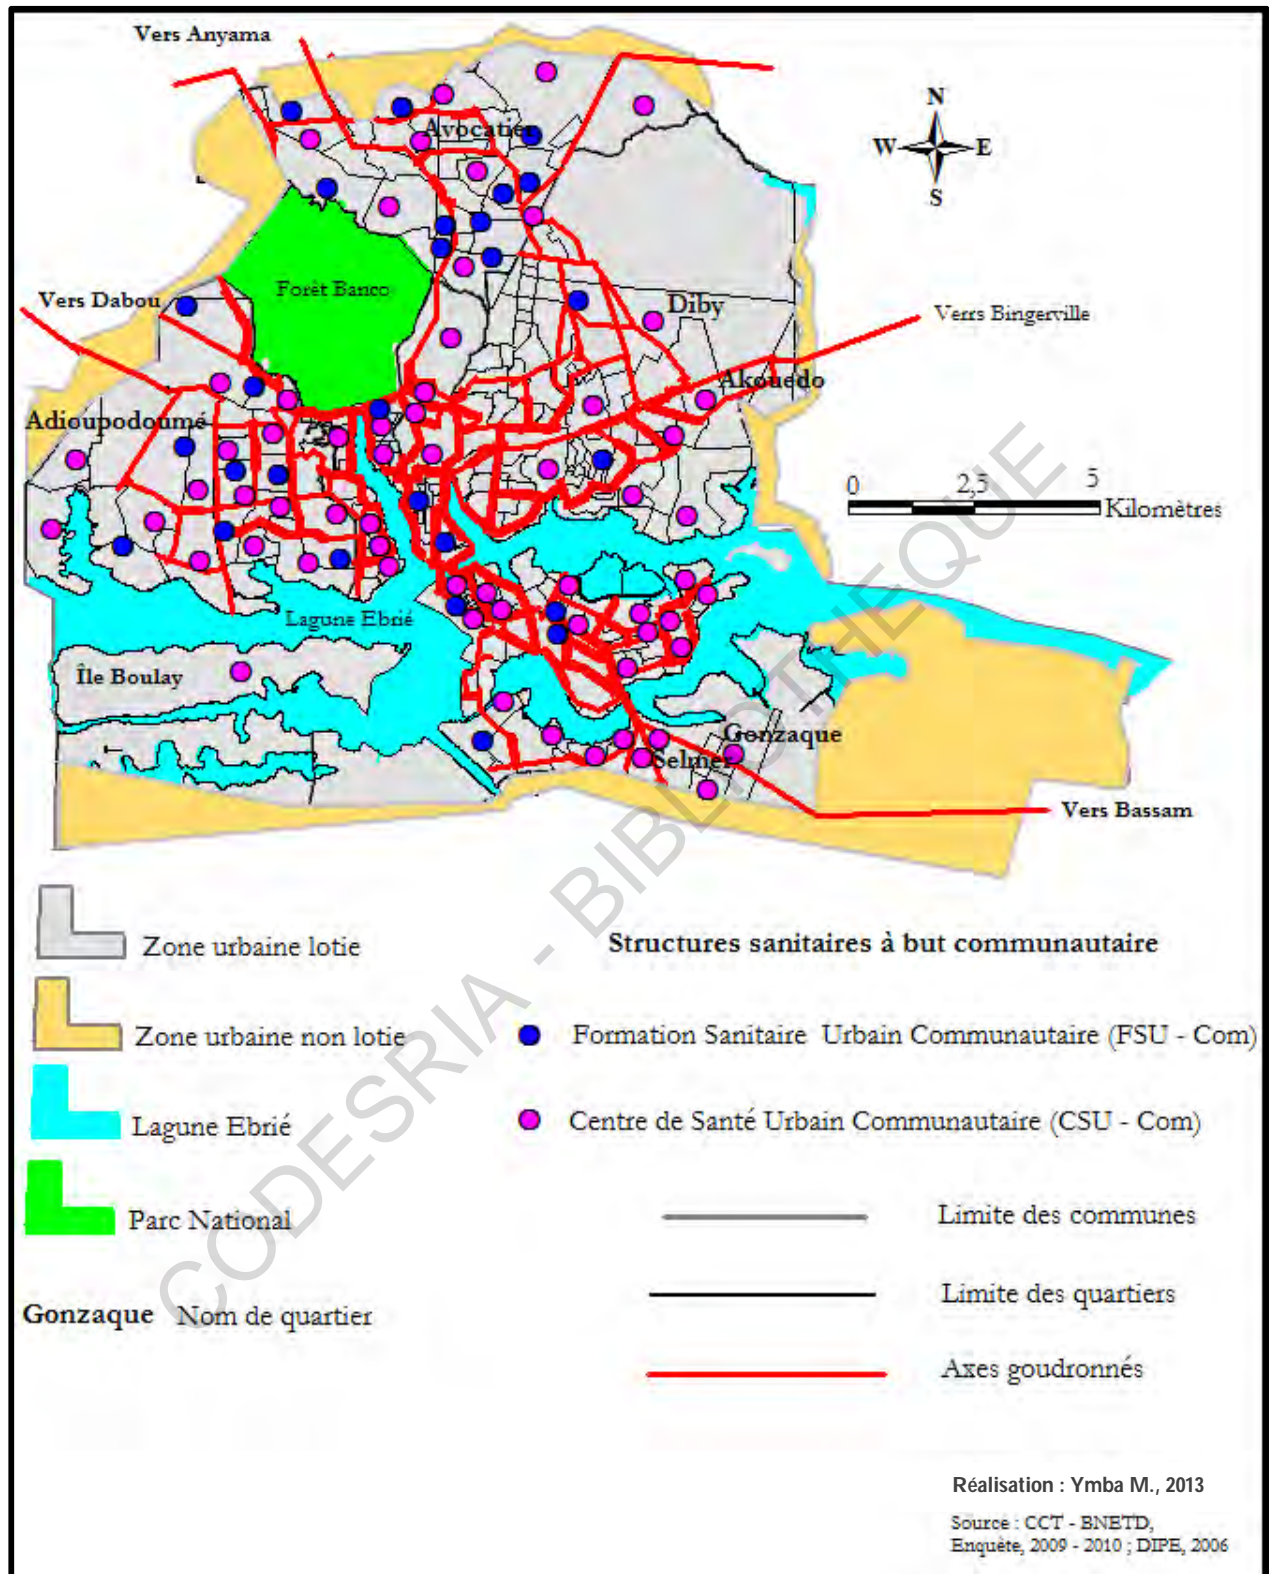 Vers Anyama
N
Avocatier
W E
S
Forêt Banco
Vers Dabou
Diby
Verrs Bingerville
Akouedo
Adioupodoumé
0 2,5 5
Kilomètres
Lagune Ebrié
Île Boulay
Gonzaque
Selmer
Vers Bassam
CODESRIA - BIBLIOTHEQUE
Zone urbaine lotie
Structures sanitaires à but communautaire
Zone urbaine non lotie
Formation Sanitaire Urbain Communautaire (FSU - Com)
Lagune Ebrié
Centre de Santé Urbain Communautaire (CSU - Com)
Parc National
Limite des communes
Limite des quartiers
Gonzaque Nom de quartier
Axes goudronnés
Réalisation : Ymba M., 2013
Source : CCT - BNETD,
Enquête, 2009 - 2010 ; DIPE, 2006